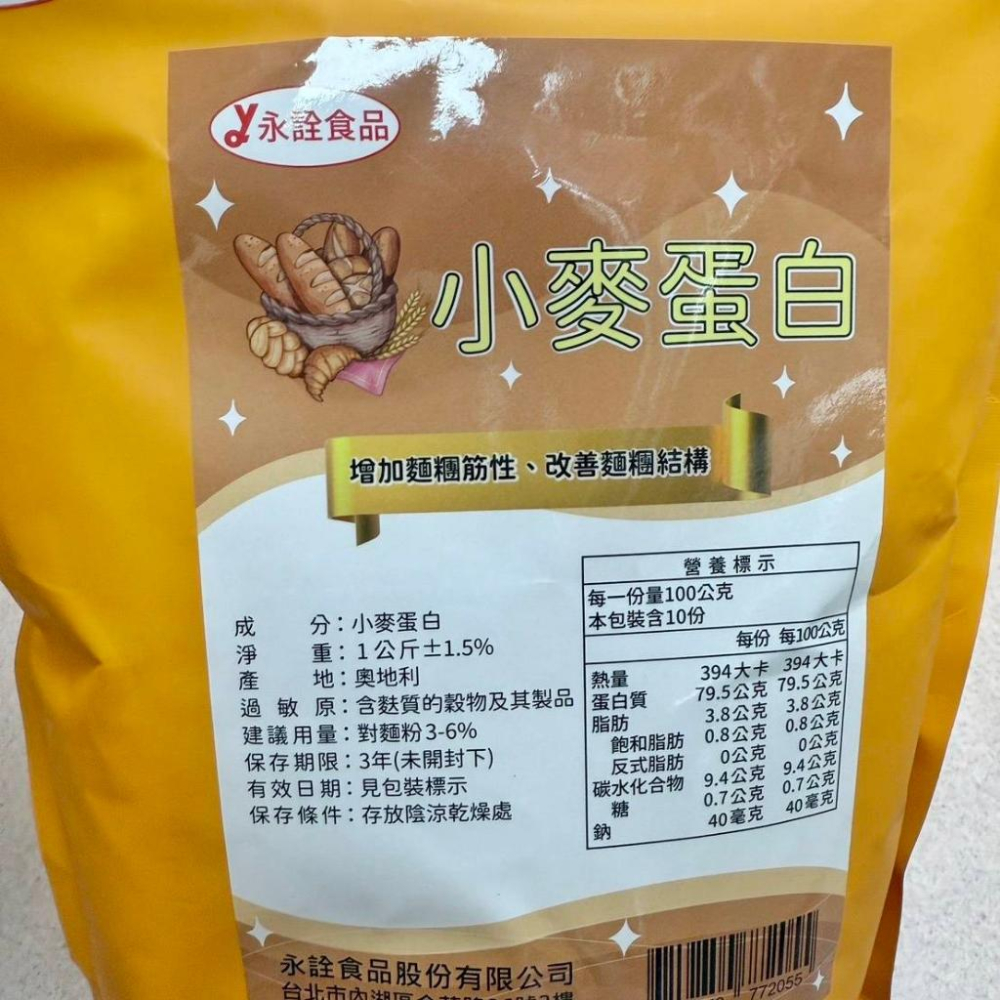 永詮食品
小麥蛋白
增加麵糰筋性、改善麵糰結構
成分：小麥蛋白
淨重：1公斤±1.5%
產地：奧地利
過敏原：含麩質的穀物及其製品
建議用量：對麵粉3-6%
保存期限：3年(未開封下)
有效日期：見包裝標示
保存條件：存放陰涼乾燥處
營養標示
每一份量100公克
本包裝含10份
每份 每100公克
熱量 394大卡 394大卡
蛋白質 79.5公克 79.5公克
脂肪 3.8公克 3.8公克
飽和脂肪 0.8公克 0.8公克
反式脂肪 0公克 0公克
碳水化合物 9.4公克 9.4公克
糖 0.7公克 0.7公克
鈉 40毫克 40毫克
永詮食品股份有限公司
台北市內湖區
772055